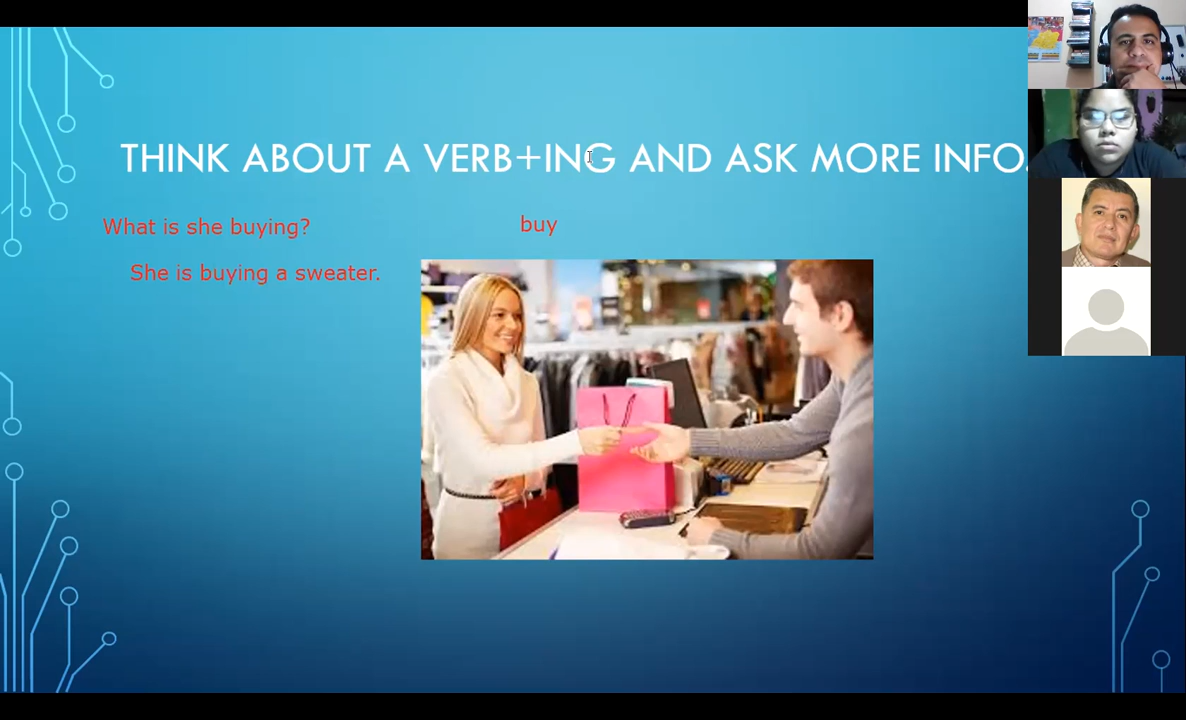 THINK ABOUT A VERB+ING AND ASK MORE INFO.
What is she buying?
buy
She is buying a sweater.